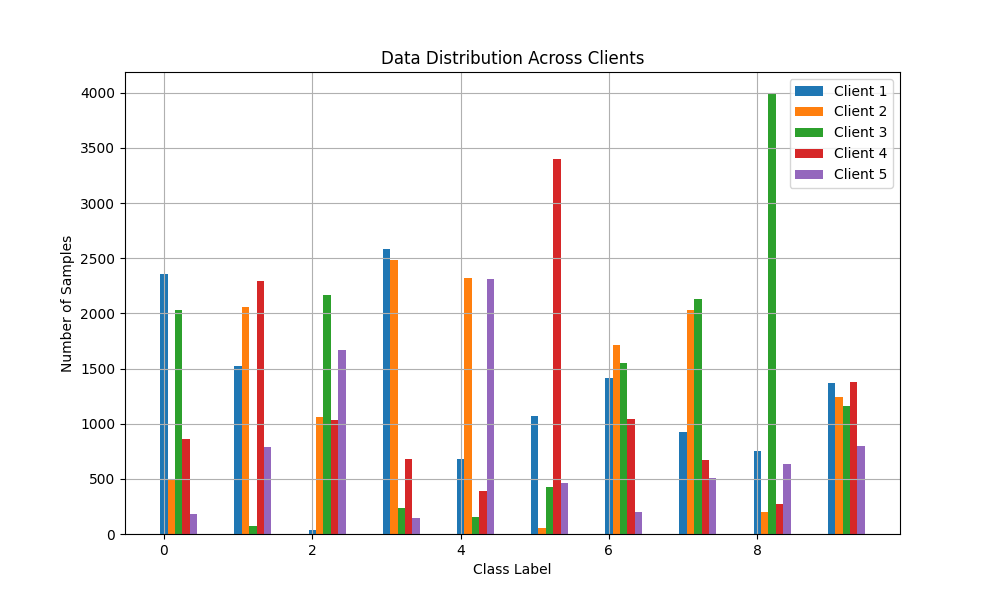 Data Distribution Across Clients
Number of Samples
4000
3500
3000
2500
2000
1500
1000
500
0
0 2 4 6 8
Class Label
Client 1
Client 2
Client 3
Client 4
Client 5